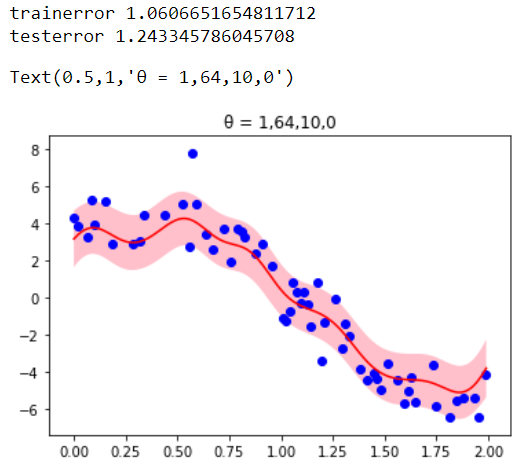 trainerror 1.0606651654811712
testerror 1.243345786045708
Text(0.5,1,'θ = 1,64,10,0')
θ = 1,64,10,0
8
6
4
2
0
−2
−4
−6
0.00 0.25 0.50 0.75 1.00 1.25 1.50 1.75 2.00